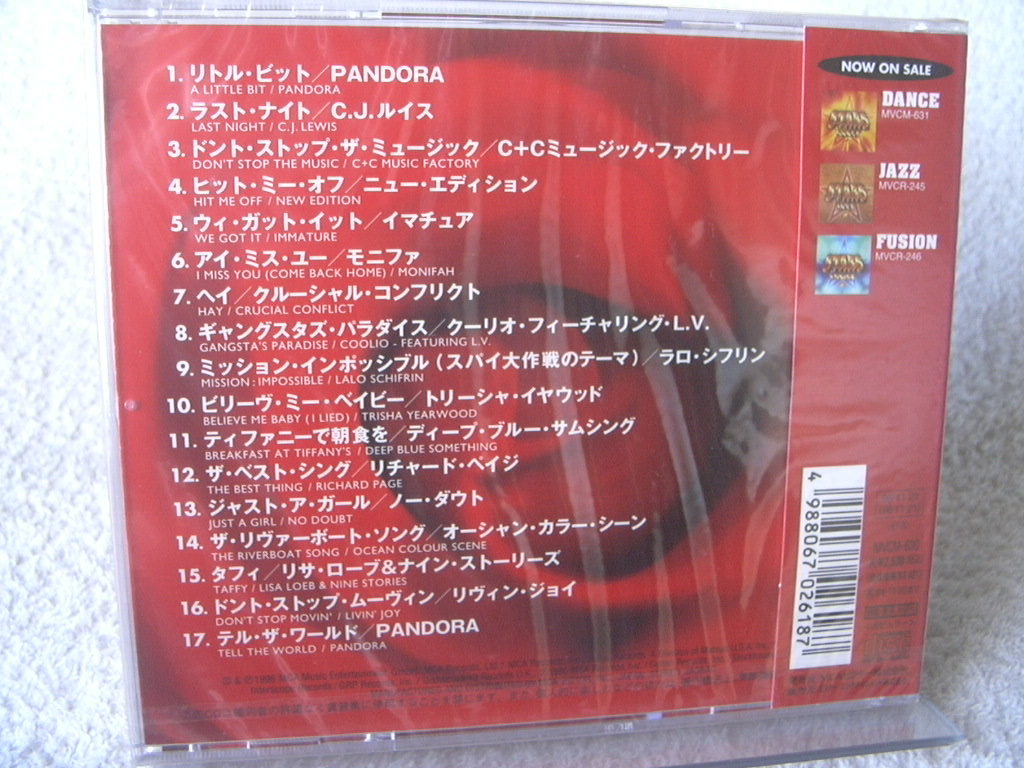 1. リトル・ビット/PANDORA
A LITTLE BIT / PANDORA
2. ラスト・ナイト/C.J.ルイス
LAST NIGHT / C.J. LEWIS
3. ドント・ストップ・ザ・ミュージック/C+Cミュージック・ファクトリー
DON'T STOP THE MUSIC / C+C MUSIC FACTORY
4. ヒット・ミー・オフ/ニュー・エディション
HIT ME OFF / NEW EDITION
5. ウィ・ガット・イット/イマチュア
WE GOT IT / IMMATURE
6. アイ・ミス・ユー/モニファ
I MISS YOU (COME BACK HOME) / MONIFAH
7. ヘイ/クルーシャル・コンフリクト
HAY / CRUCIAL CONFLICT
8. ギャングスタズ・パラダイス/クーリオ・フィーチャリング・L.V.
GANGSTA'S PARADISE / COOLIO - FEATURING L.V.
9. ミッション・インポッシブル(スパイ大作戦のテーマ)/ラロ・シフリン
MISSION : IMPOSSIBLE / LALO SCHIFRIN
10. ビリーヴ・ミー・ベイビー/トリーシャ・イヤウッド
BELIEVE ME BABY (I LIED) / TRISHA YEARWOOD
11. ティファニーで朝食を/ディープ・ブルー・サムシング
BREAKFAST AT TIFFANY'S / DEEP BLUE SOMETHING
12. ザ・ベスト・シング/リチャード・ペイジ
THE BEST THING / RICHARD PAGE
13. ジャスト・ア・ガール/ノー・ダウト
JUST A GIRL / NO DOUBT
14. ザ・リヴァーボート・ソング/オーシャン・カラー・シーン
THE RIVERBOAT SONG / OCEAN COLOUR SCENE
15. タフィ/リサ・ローブ&ナイン・ストーリーズ
TAFFY / LISA LOEB & NINE STORIES
16. ドント・ストップ・ムーヴィン/リヴィン・ジョイ
DON'T STOP MOVIN' / LIVIN' JOY
17. テル・ザ・ワールド/PANDORA
TELL THE WORLD / PANDORA
NOW ON SALE
DANCE
MVCM-631
JAZZ
MVCR-245
FUSION
MVCR-246
4 988067 026187